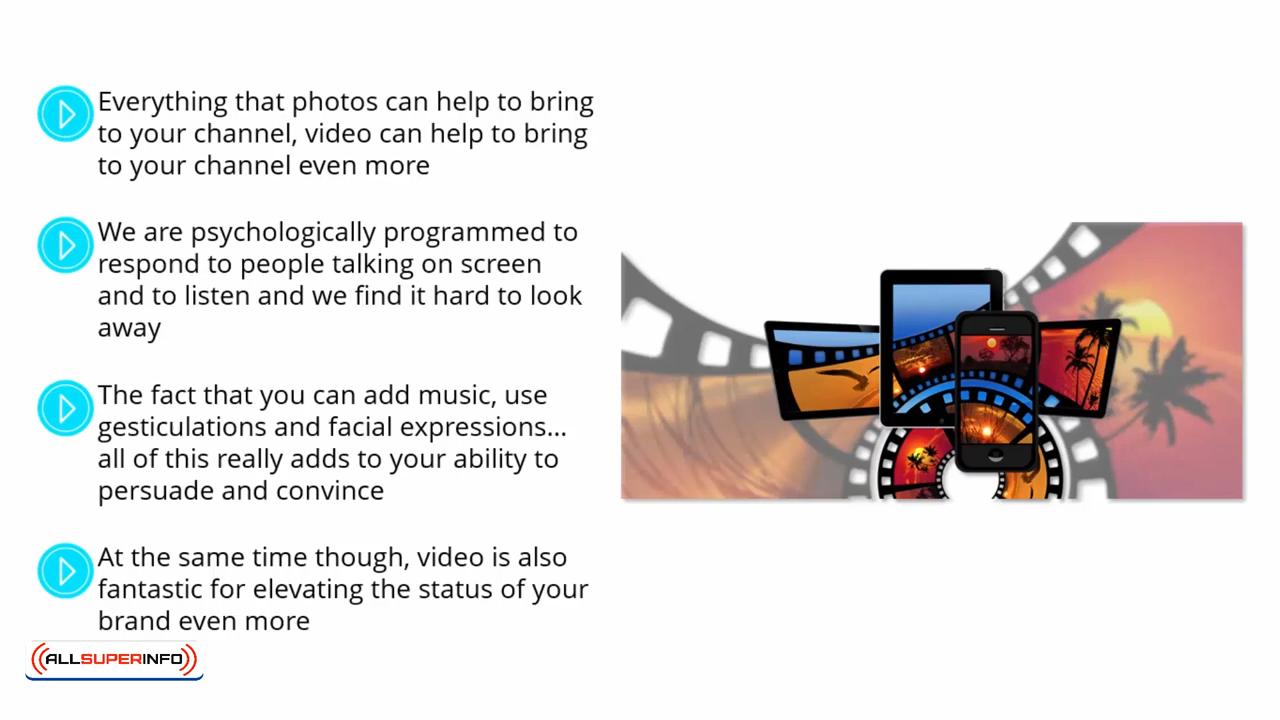 Everything that photos can help to bring
to your channel, video can help to bring
to your channel even more
We are psychologically programmed to
respond to people talking on screen
and to listen and we find it hard to look
away
The fact that you can add music, use
gesticulations and facial expressions...
all of this really adds to your ability to
persuade and convince
At the same time though, video is also
fantastic for elevating the status of your
brand even more
ALLSUPERINFO